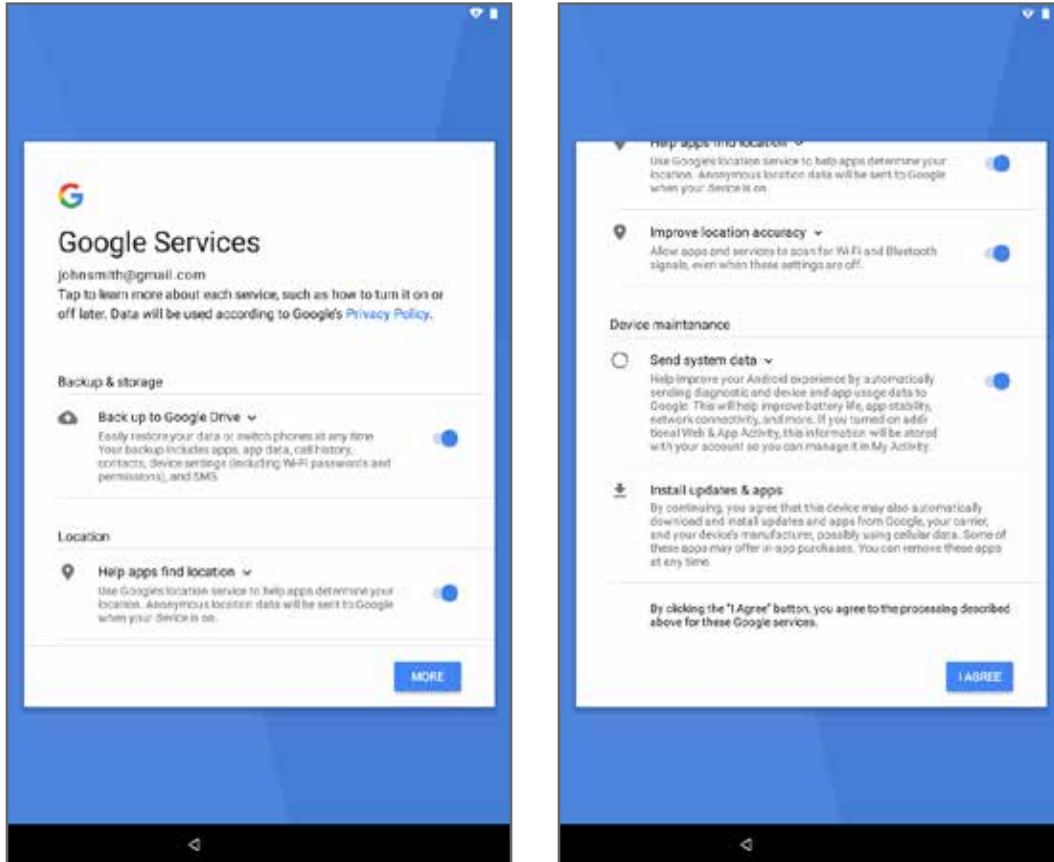 Google Services
johnsmith@gmail.com
Tap to learn more about each service, such as how to turn it on or
off later. Data will be used according to Google's Privacy Policy.
Backup & storage
Back up to Google Drive
Easily restore your data or switch phones at any time.
Your backup includes apps, app data, call history,
contacts, device settings (including Wi-Fi passwords and
permissions), and SMS.
Location
Help apps find location
Use Google's location service to help apps determine your
location. Anonymous location data will be sent to Google
when your device is on.
MORE
Help apps find location
Use Google's location service to help apps determine your
location. Anonymous location data will be sent to Google
when your device is on.
Improve location accuracy
Allow apps and services to scan for Wi-Fi and Bluetooth
signals, even when these settings are off.
Device maintenance
Send system data
Help improve your Android experience by automatically
sending diagnostic and device and app usage data to
Google. This will help improve battery life, app stability,
network connectivity, and more. If you turned on addi-
tional Web & App Activity, this information will be stored
with your account so you can manage it in My Activity.
Install updates & apps
By continuing, you agree that this device may also automatically
download and install updates and apps from Google, your carrier,
and your device's manufacturer, possibly using cellular data. Some of
these apps may offer in-app purchases. You can remove these apps
at any time.
By clicking the "I Agree" button, you agree to the processing described
above for these Google services.
I AGREE